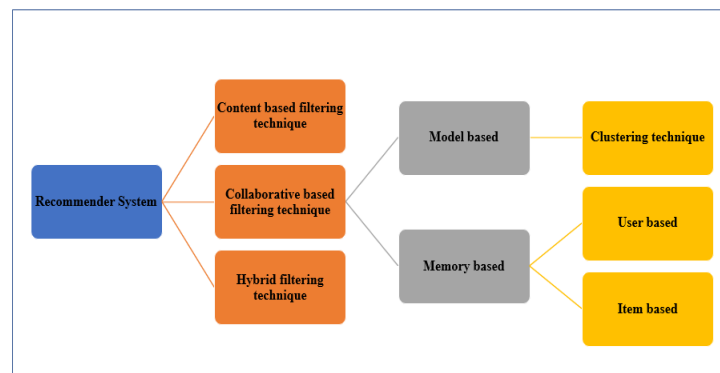 Content based filtering
technique
Model based
Clustering technique
Recommender System
Collaborative based
filtering technique
User based
Memory based
Hybrid filtering
technique
Item based